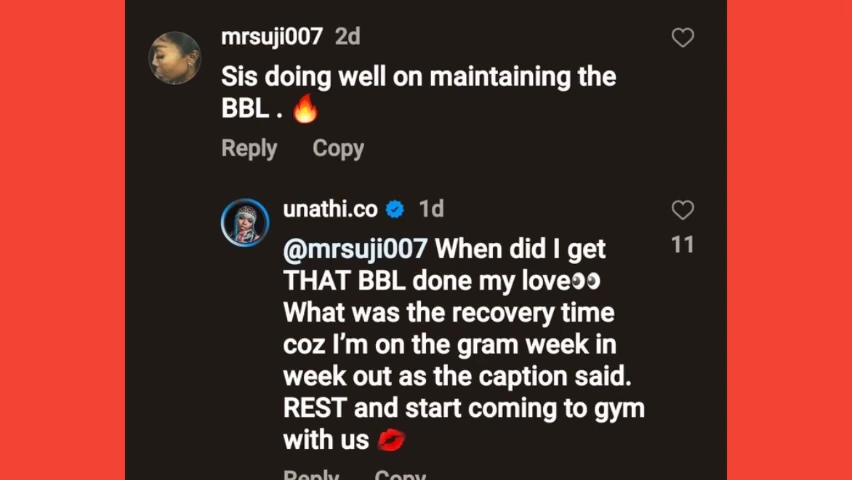 mrsuji007 2d
Sis doing well on maintaining the
BBL . 🔥
Reply Copy
unathi.co 1d
@mrsuji007 When did I get
11
THAT BBL done my love👀
What was the recovery time
coz I’m on the gram week in
week out as the caption said.
REST and start coming to gym
with us 💋
Reply Copy